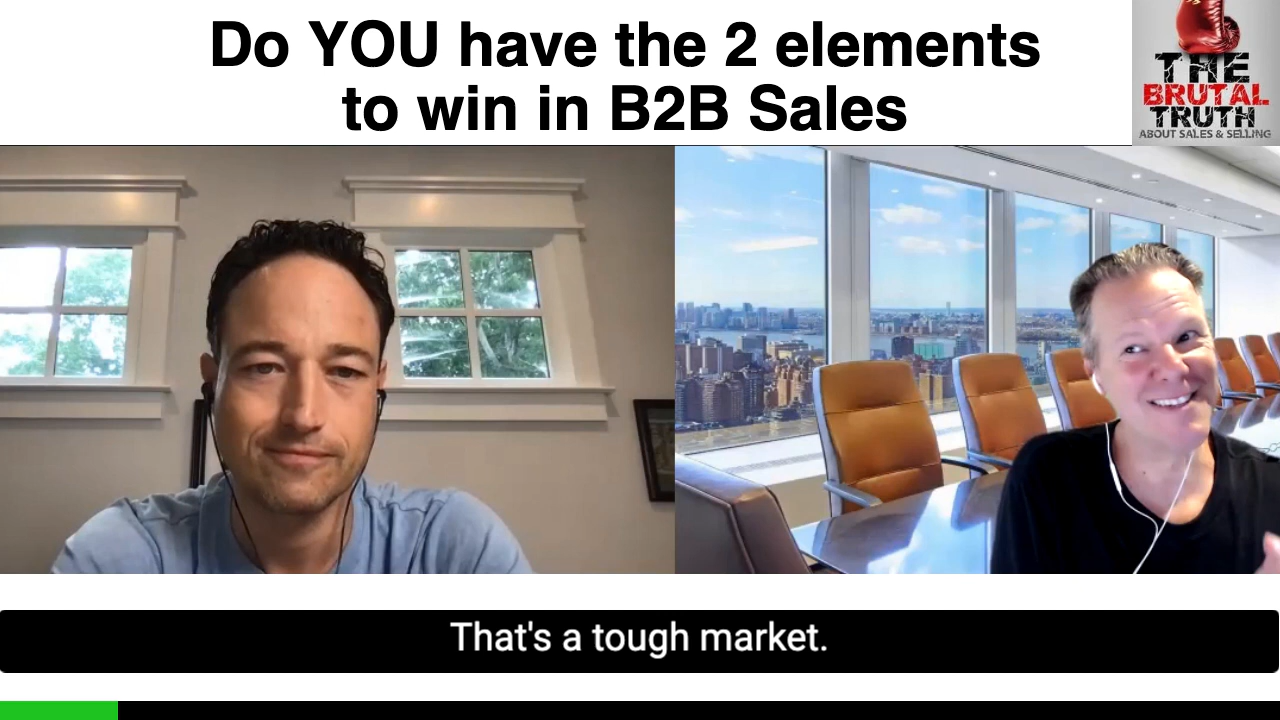 Do YOU have the 2 elements
to win in B2B Sales
THE
BRUTAL
TRUTH
ABOUT SALES & SELLING
That's a tough market.